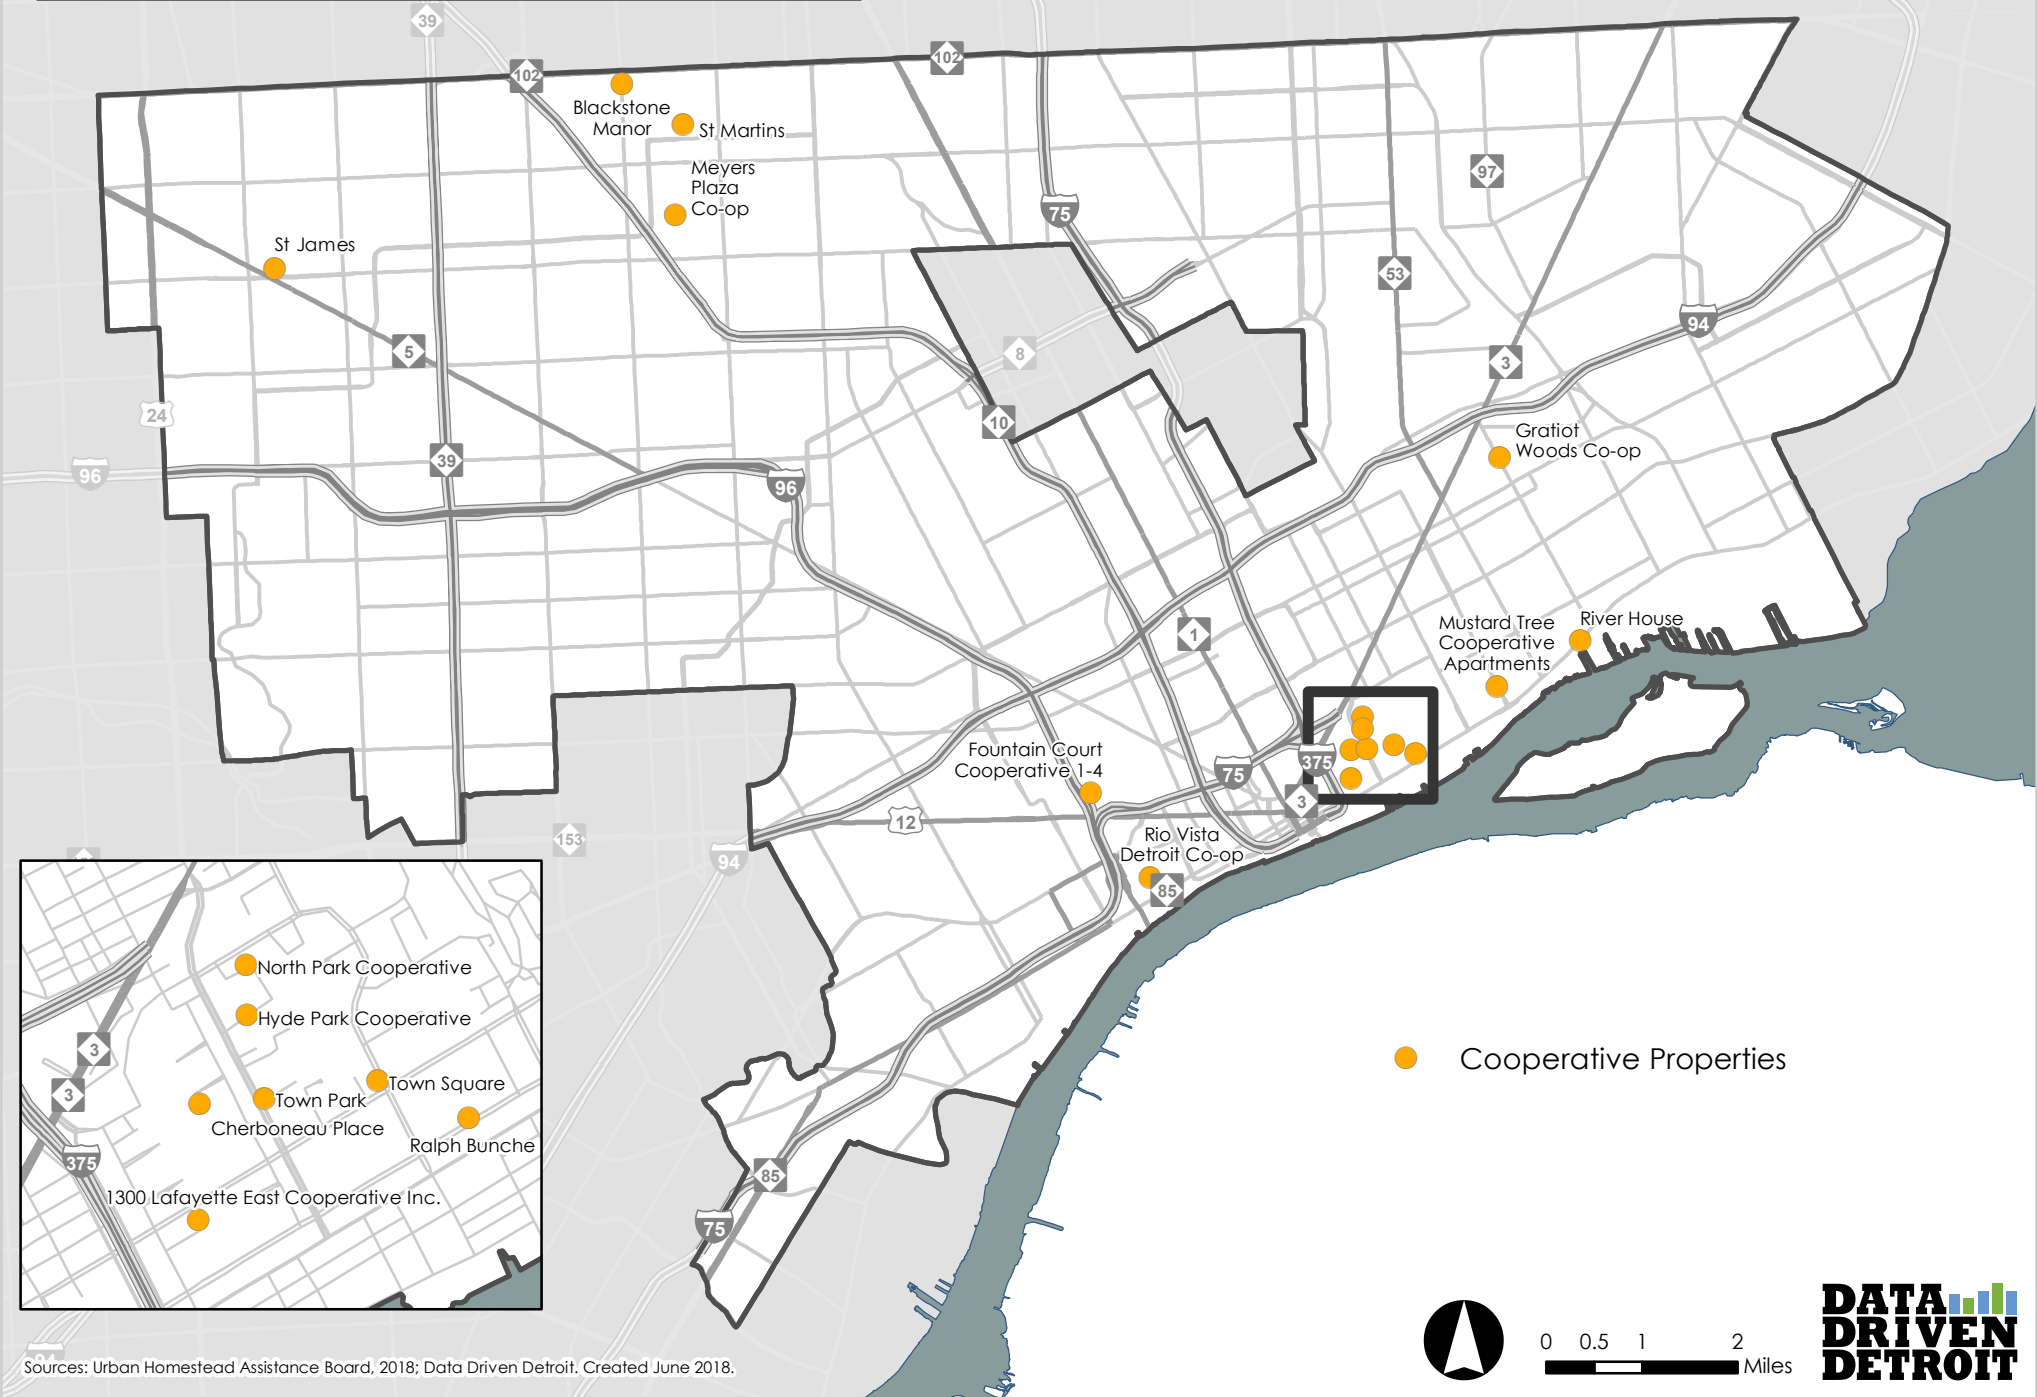 39
102
102
Blackstone
Manor
St Martins
Meyers
Plaza
Co-op
97
75
St James
53
94
5
8
3
24
10
Gratiot
Woods Co-op
39
96
96
1
Mustard Tree
Cooperative
Apartments
River House
Fountain Court
Cooperative 1-4
75
375
3
12
153
94
Rio Vista
Detroit Co-op
85
North Park Cooperative
Hyde Park Cooperative
3
3
Town Square
Town Park
Cherboneau Place
Ralph Bunche
375
1300 Lafayette East Cooperative Inc.
Cooperative Properties
85
75
94
0 0.5 1 2
Miles
DATA
DRIVEN
DETROIT
Sources: Urban Homestead Assistance Board, 2018; Data Driven Detroit. Created June 2018.